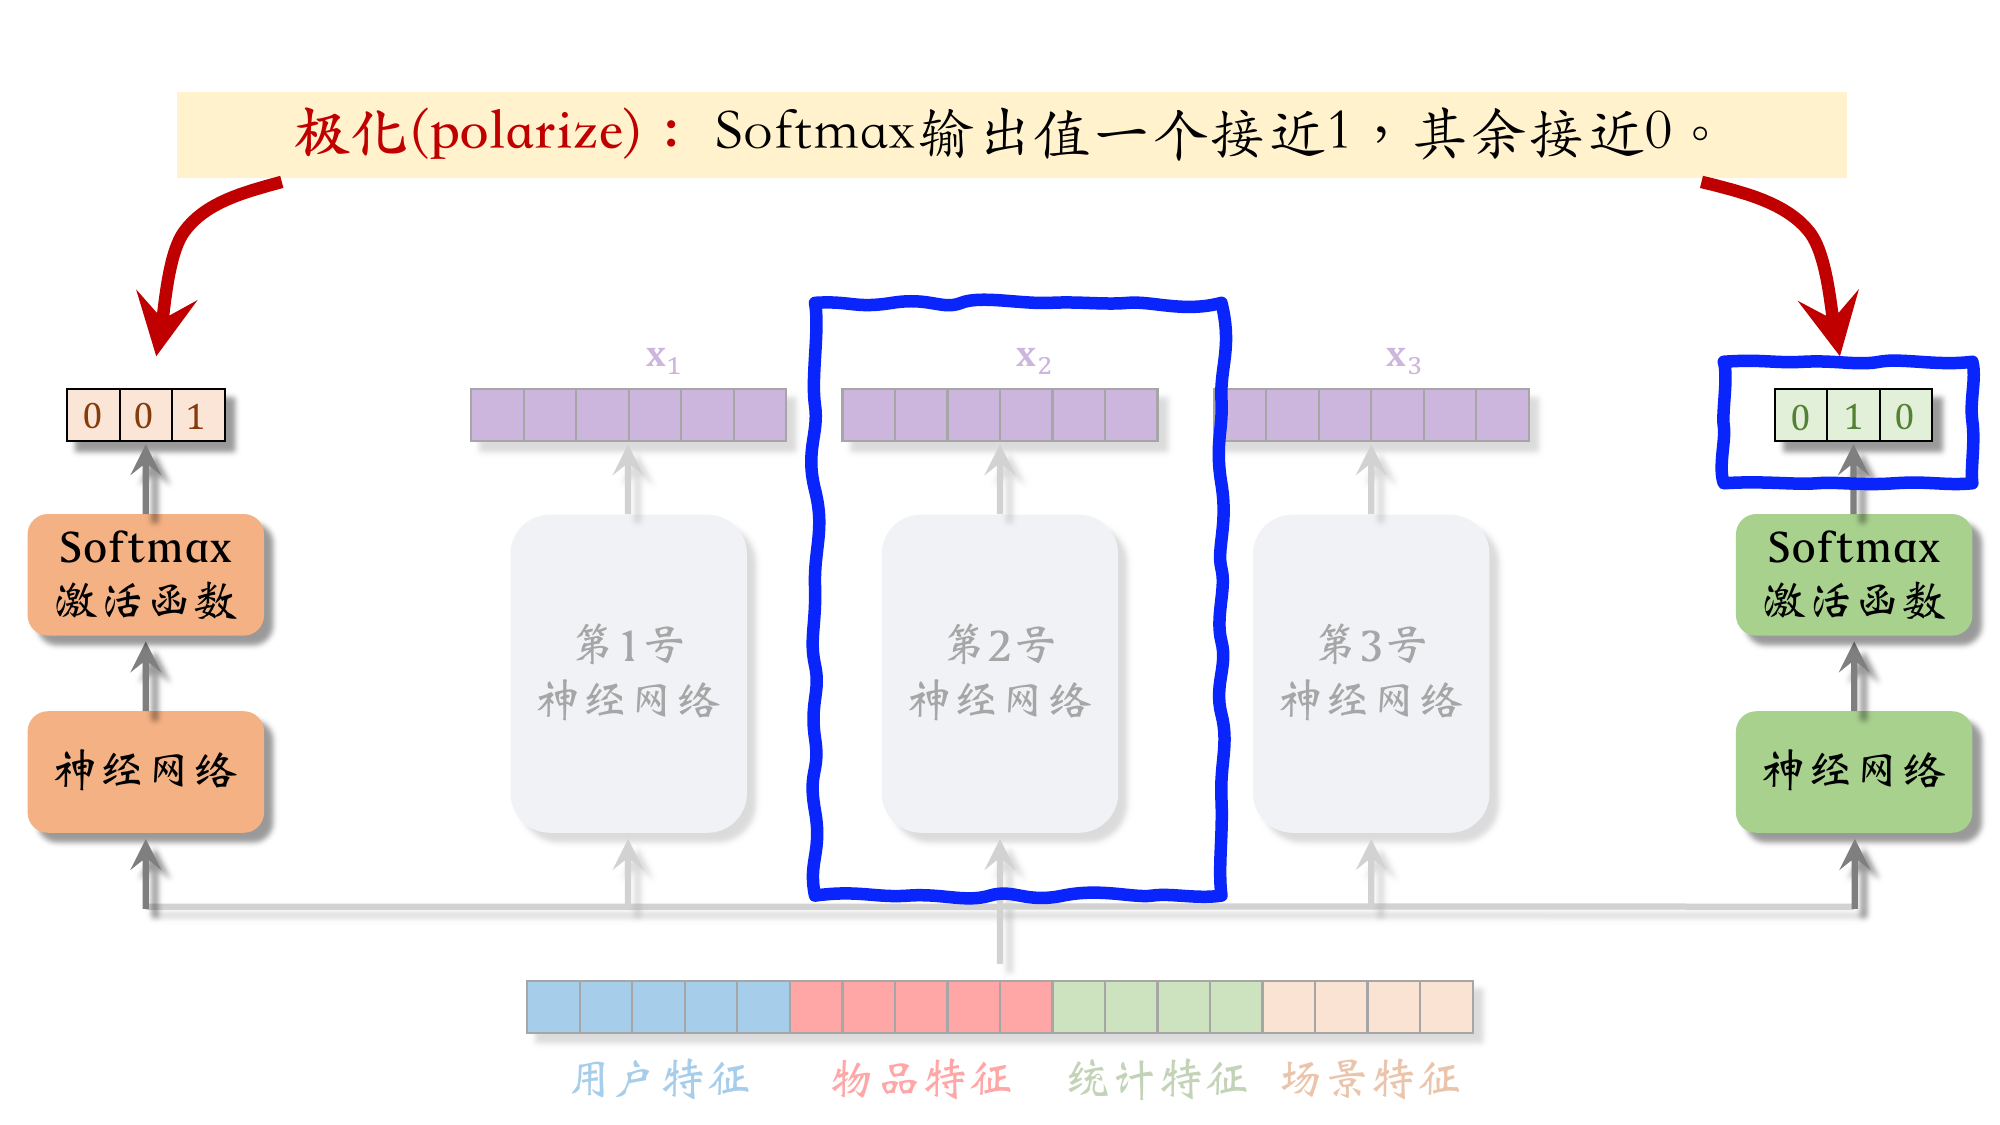 极化(polarize)：Softmax输出值一个接近1，其余接近0。
x1
x2
x3
0 0 1
0 1 0
Softmax
激活函数
Softmax
激活函数
第1号
神经网络
第2号
神经网络
第3号
神经网络
神经网络
神经网络
用户特征
物品特征
统计特征
场景特征